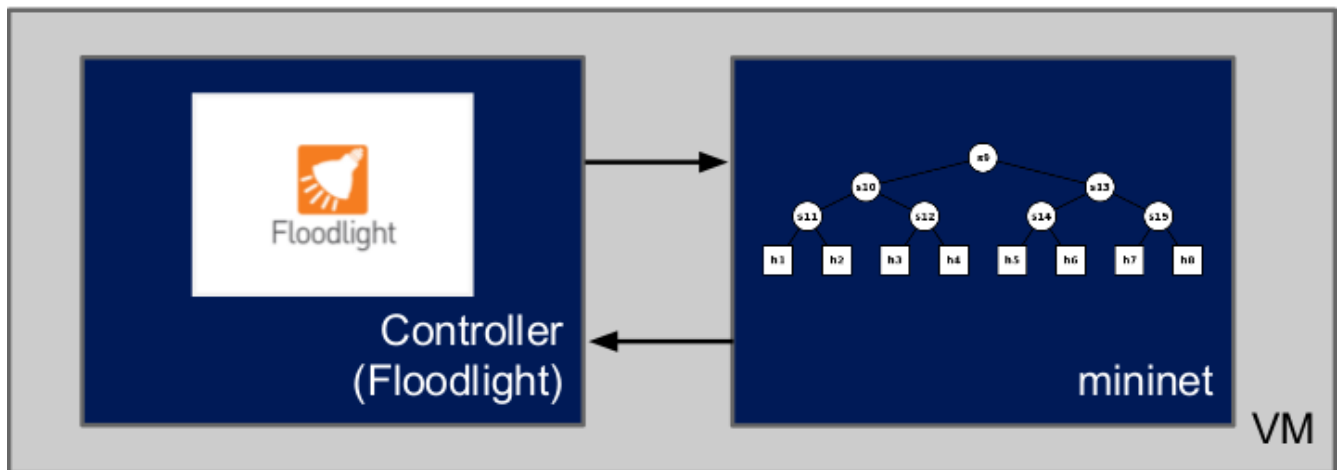 Floodlight
Controller
(Floodlight)
s9
s10
s13
s11
s12
s14
s15
h1
h2
h3
h4
h5
h6
h7
h8
mininet
VM